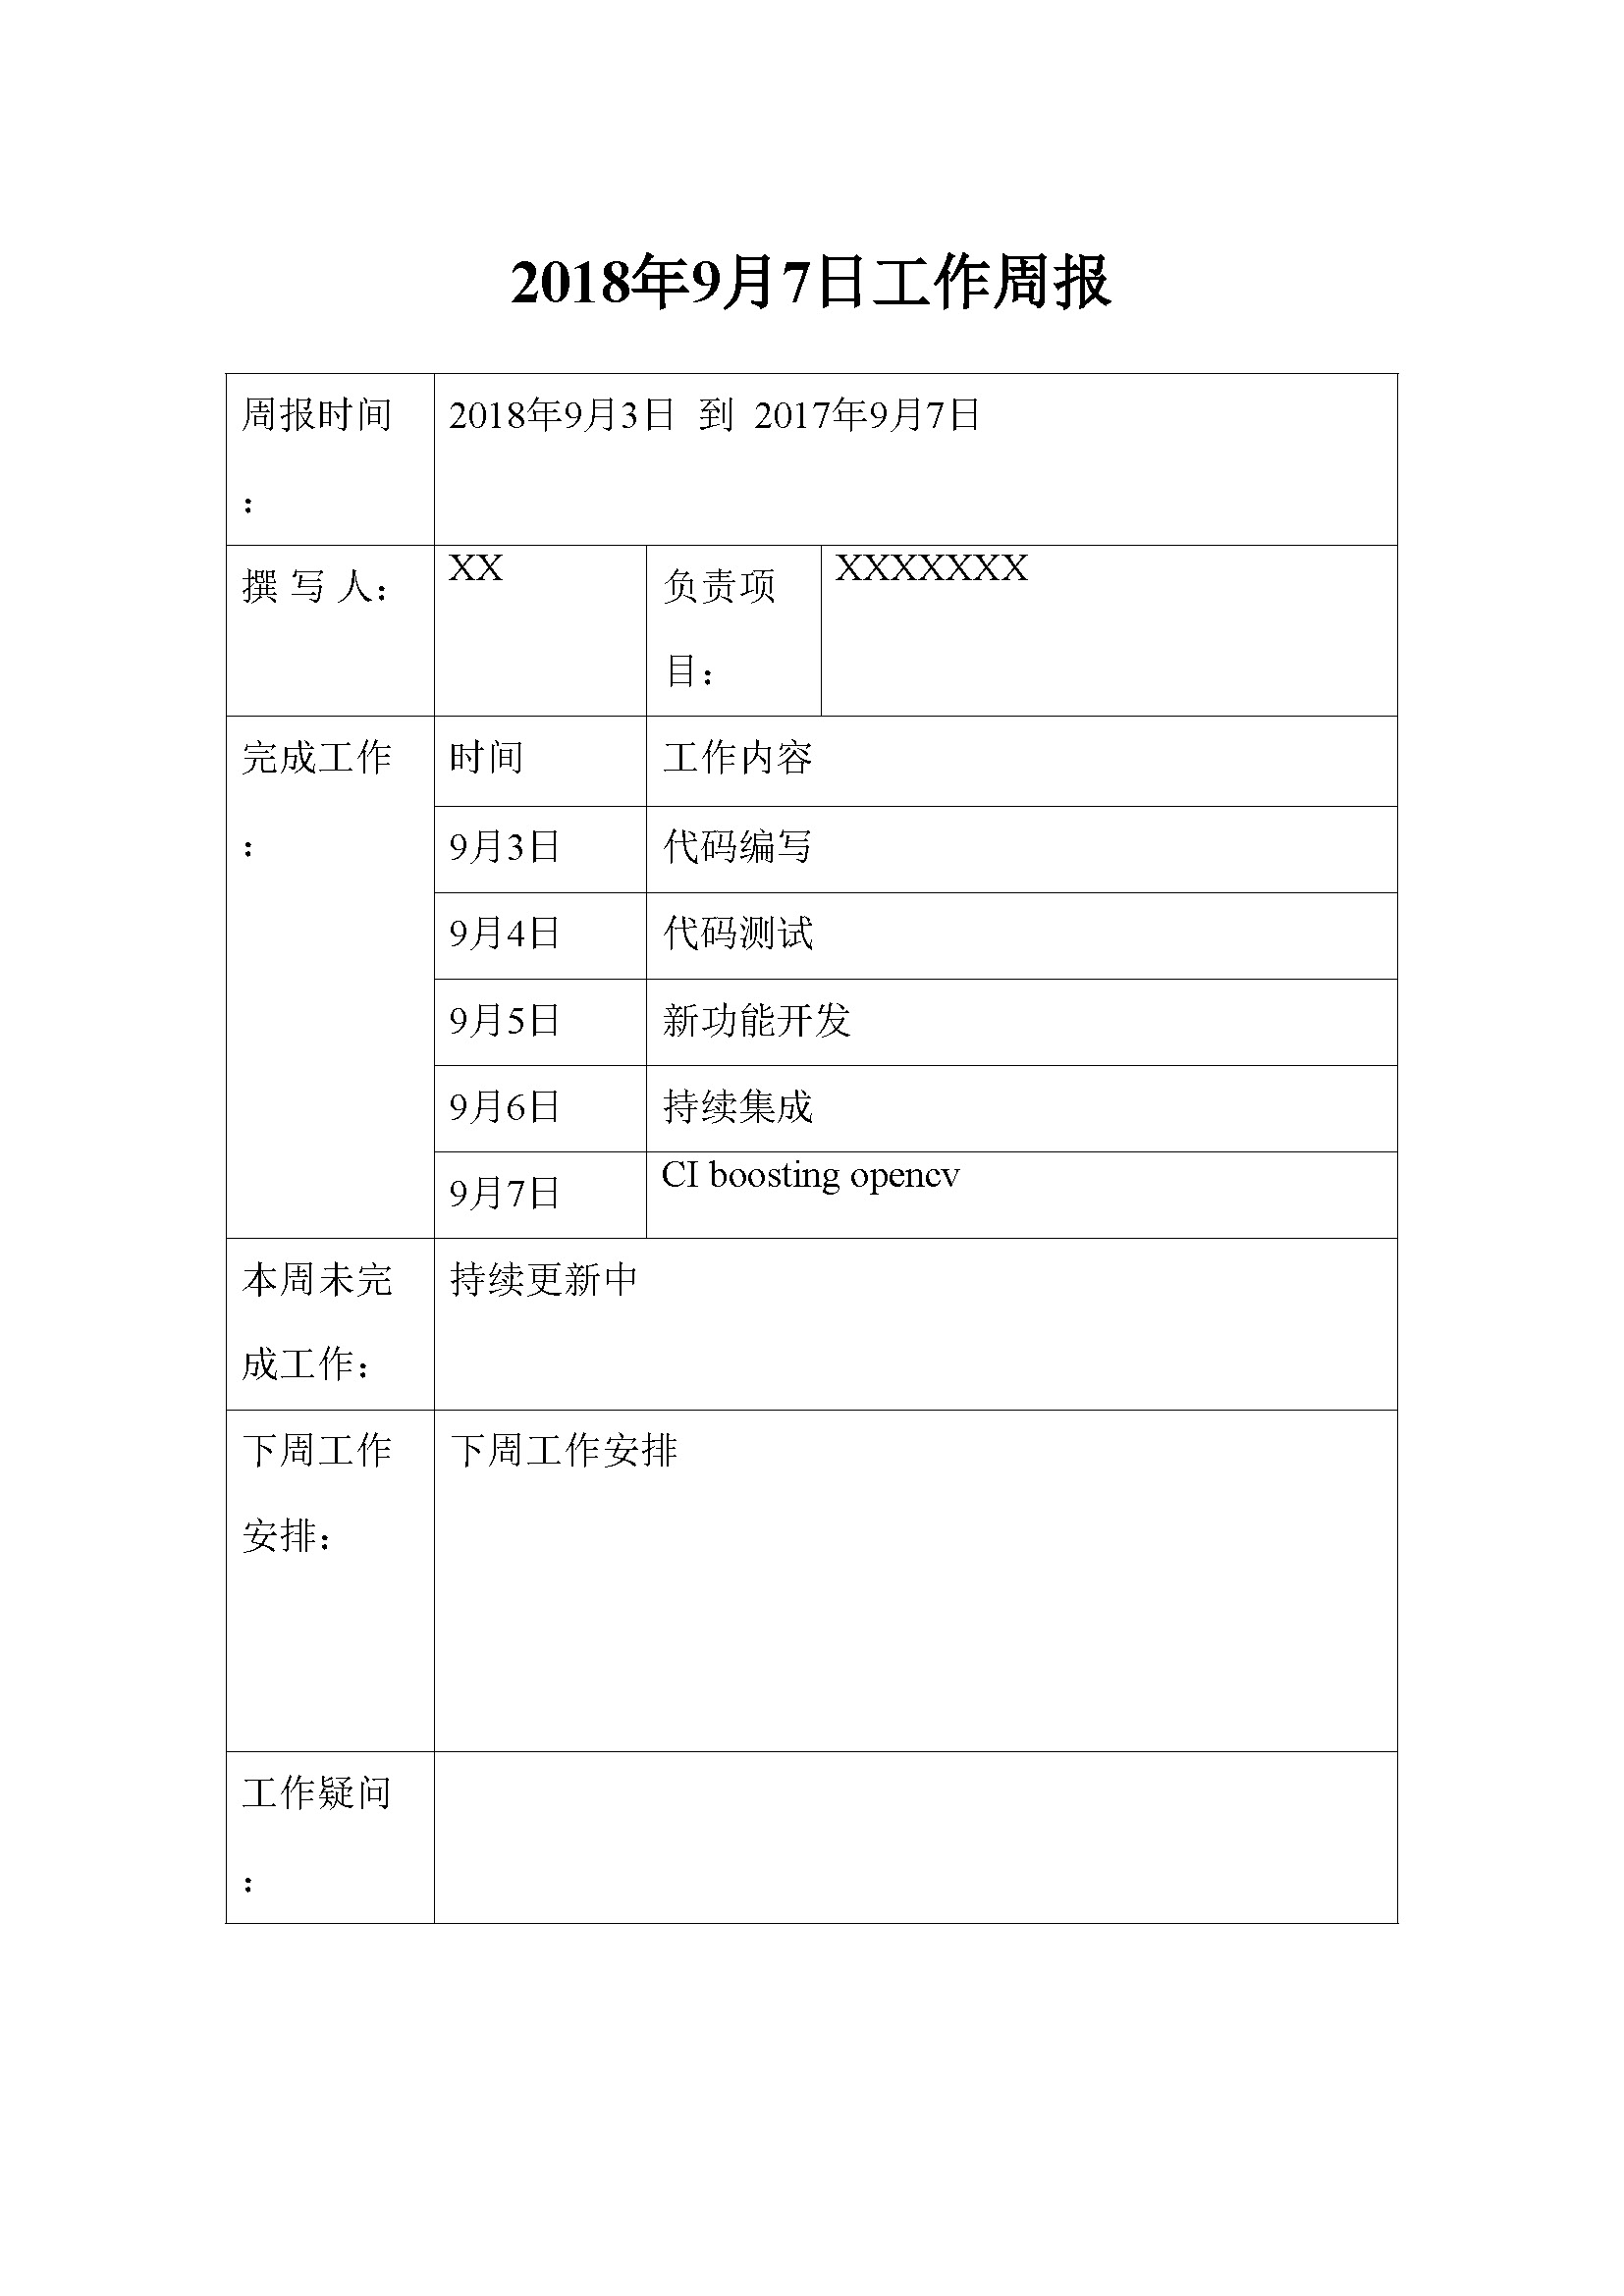 2018年9月7日工作周报
周报时间
：
2018年9月3日 到 2017年9月7日
撰 写 人：
XX
负责项
目：
XXXXXXX
完成工作
：
时间
工作内容
9月3日
代码编写
9月4日
代码测试
9月5日
新功能开发
9月6日
持续集成
9月7日
CI boosting opencv
本周未完
成工作：
持续更新中
下周工作
安排：
下周工作安排
工作疑问
：